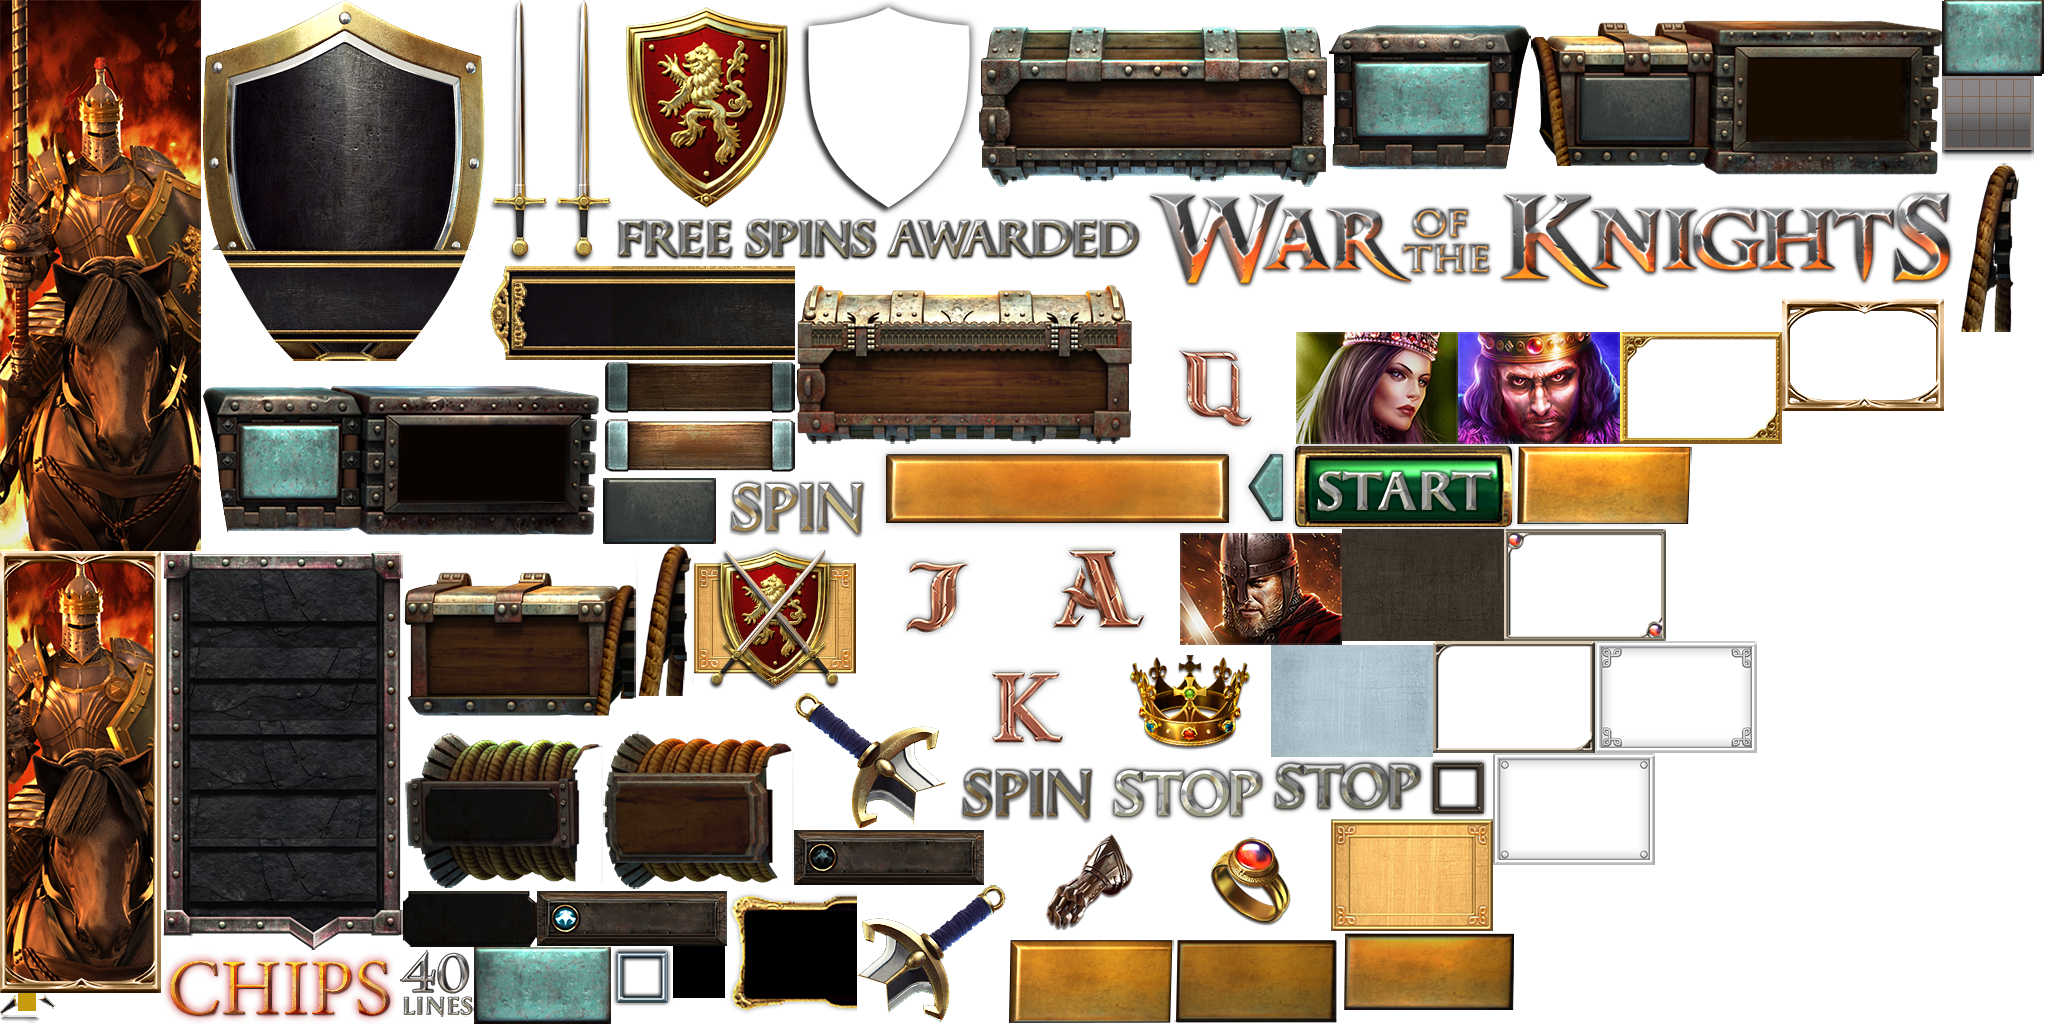 FREE SPINS AWARDED
WAR OF THE KNIGHTS
Q
START
SPIN
J
A
K
SPIN
STOP
STOP
CHIPS
40
LINES